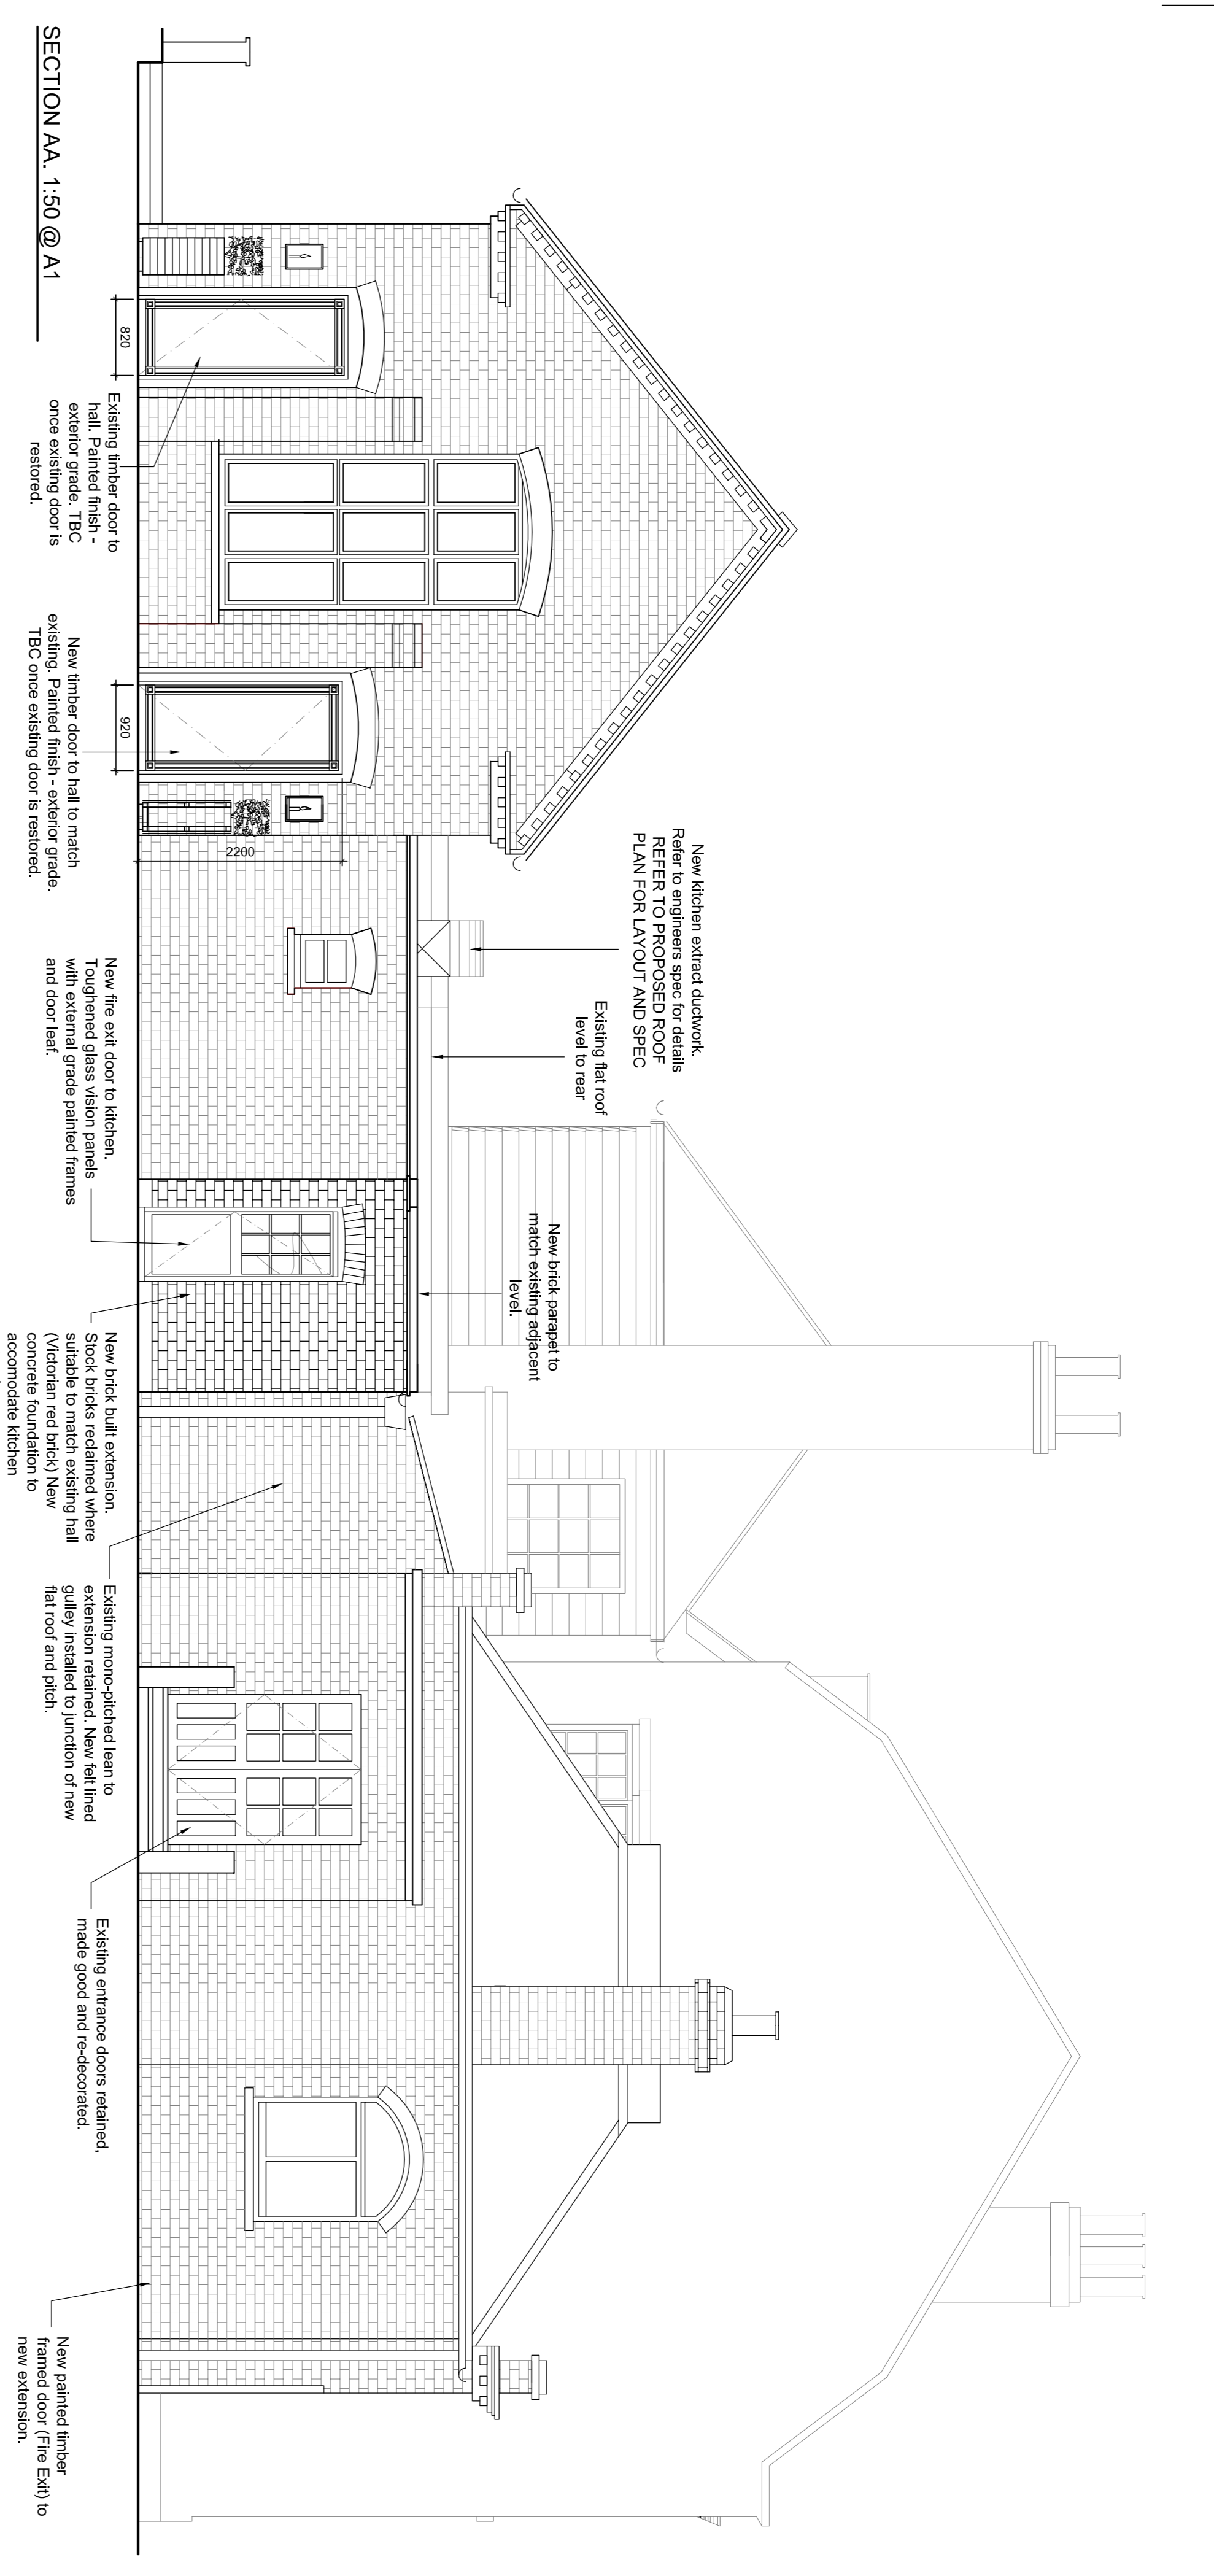 New kitchen extract ductwork.
Refer to engineers spec for details
REFER TO PROPOSED ROOF
PLAN FOR LAYOUT AND SPEC
Existing flat roof
level to rear
New brick parapet to
match existing adjacent
level.
2200
820
920
Existing timber door to
hall. Painted finish -
exterior grade. TBC
once existing door is
restored.
New timber door to hall to match
existing. Painted finish - exterior grade.
TBC once existing door is restored.
New fire exit door to kitchen.
Toughened glass vision panels
with external grade painted frames
and door leaf.
New brick built extension.
Stock bricks reclaimed where
suitable to match existing hall
(Victorian red brick) New
concrete foundation to
accomodate kitchen
Existing mono-pitched lean to
extension retained. New felt lined
gulley installed to junction of new
flat roof and pitch.
Existing entrance doors retained,
made good and re-decorated.
New painted timber
framed door (Fire Exit) to
new extension.
SECTION AA. 1:50 @ A1